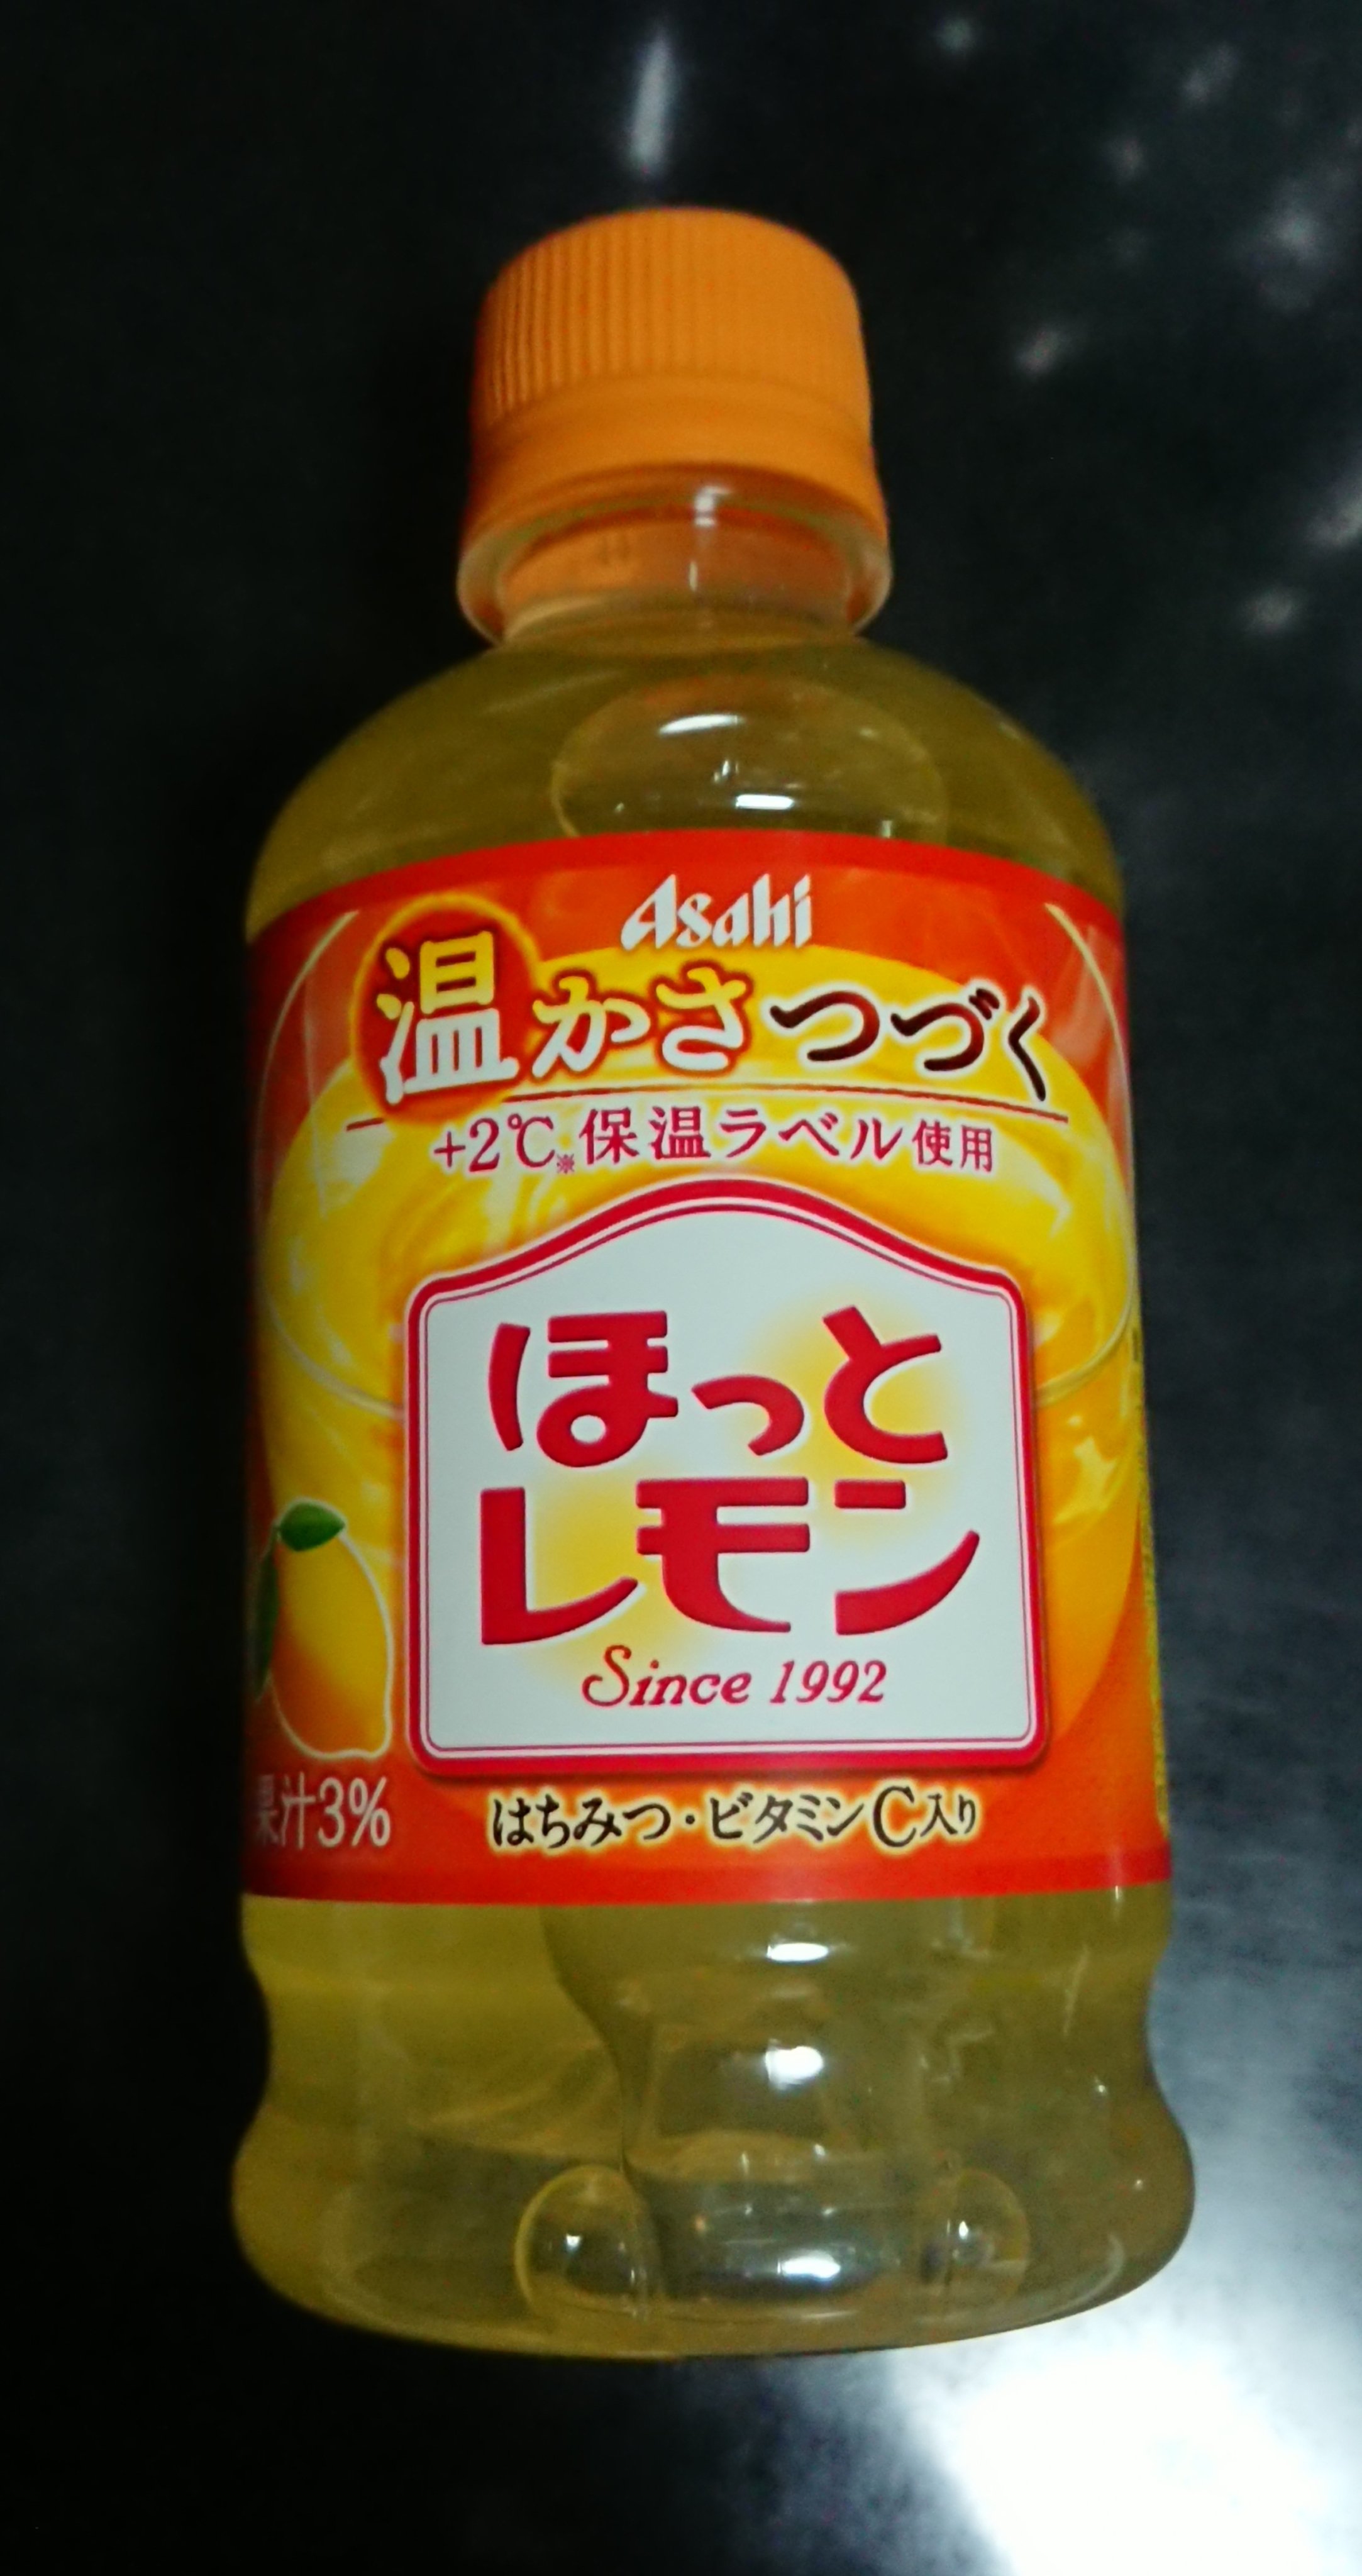 Asahi
温かさつづく
+2℃※保温ラベル使用
ほっと
レモン
Since 1992
果汁3%
はちみつ・ビタミンC入り